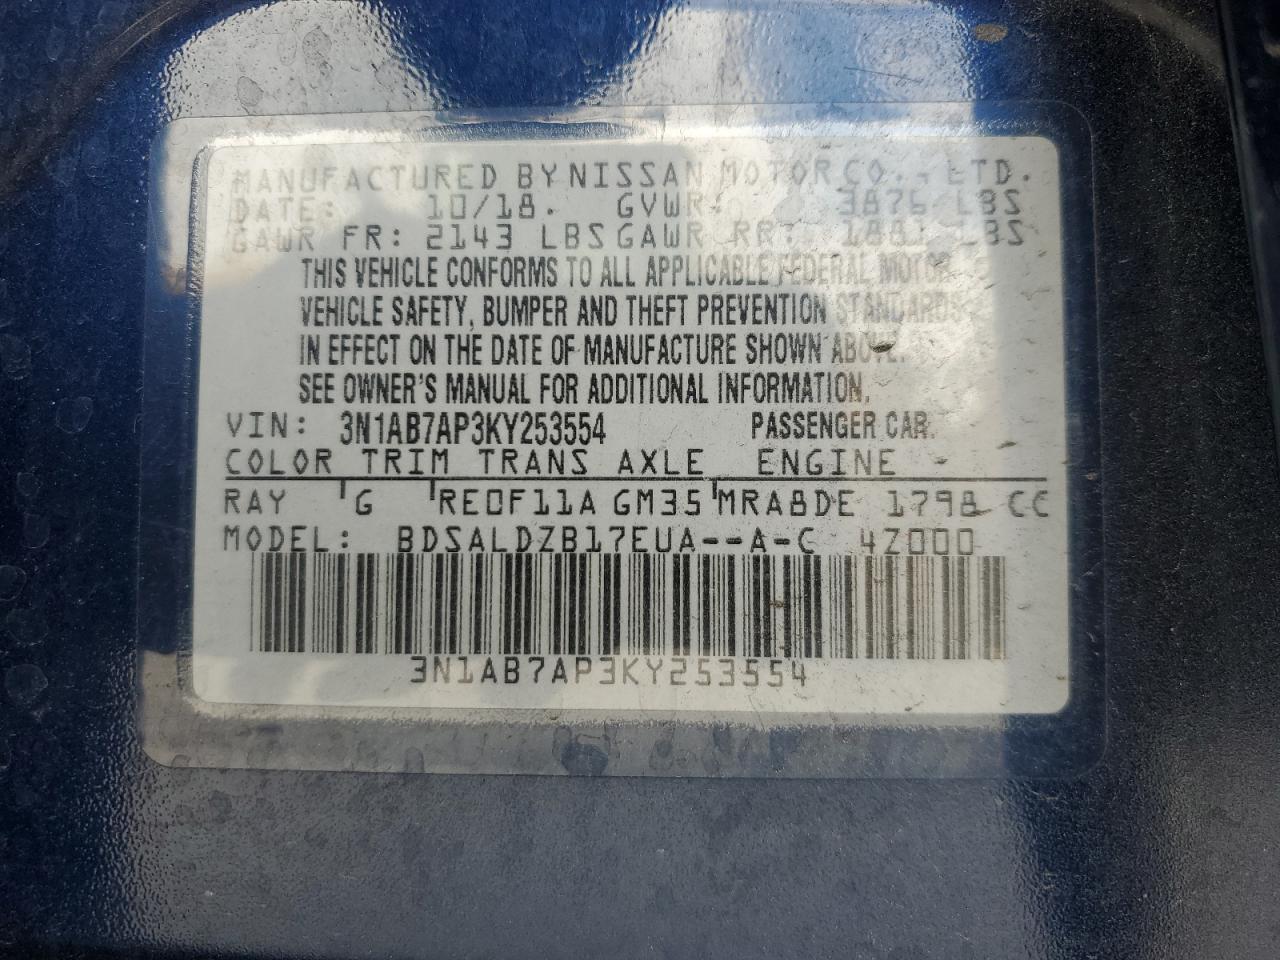 MANUFACTURED BY NISSAN MOTOR CO., LTD.
DATE: 10/18. GVWR: 3876 LBS
GAWR FR: 2143 LBS GAWR RR: 1881 LBS
THIS VEHICLE CONFORMS TO ALL APPLICABLE FEDERAL MOTOR
VEHICLE SAFETY, BUMPER AND THEFT PREVENTION STANDARDS
IN EFFECT ON THE DATE OF MANUFACTURE SHOWN ABOVE.
SEE OWNER'S MANUAL FOR ADDITIONAL INFORMATION.
VIN: 3N1AB7AP3KY253554 PASSENGER CAR.
COLOR TRIM TRANS AXLE ENGINE
RAY G RE0F11A GM35 MRA8DE 1798 CC
MODEL: BDSALDZB17EUA--A-C 4Z000
3N1AB7AP3KY253554